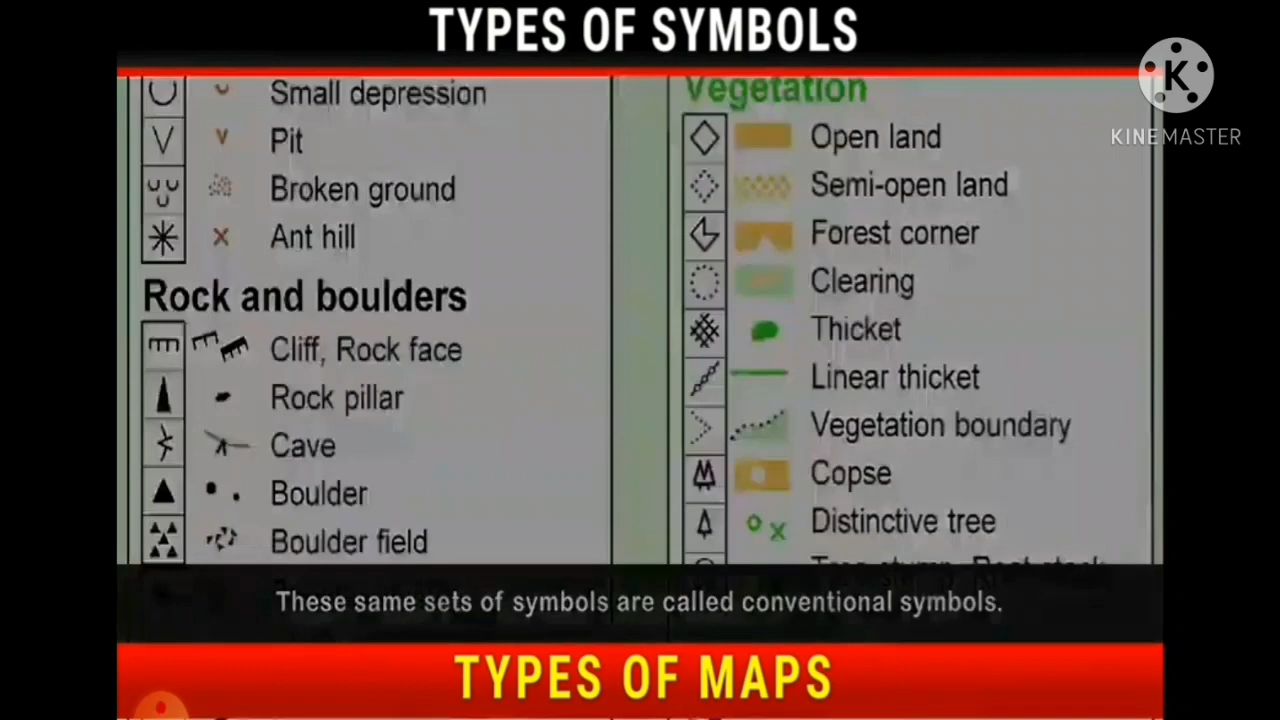 TYPES OF SYMBOLS
K
KINEMASTER
Small depression
Pit
Broken ground
Ant hill
Rock and boulders
Cliff, Rock face
Rock pillar
Cave
Boulder
Boulder field
Vegetation
Open land
Semi-open land
Forest corner
Clearing
Thicket
Linear thicket
Vegetation boundary
Copse
Distinctive tree
These same sets of symbols are called conventional symbols.
TYPES OF MAPS